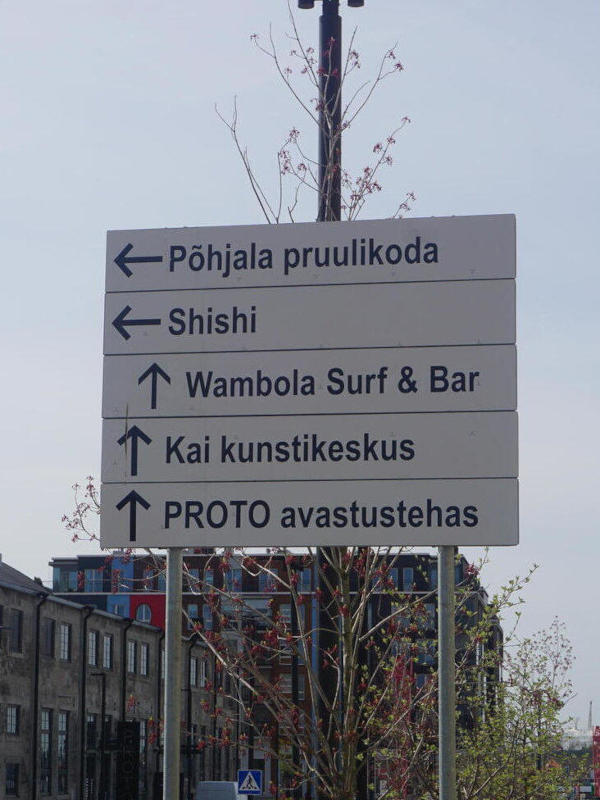 ← Põhjala pruulikoda
← Shishi
↑ Wambola Surf & Bar
↑ Kai kunstikeskus
↑ PROTO avastustehas